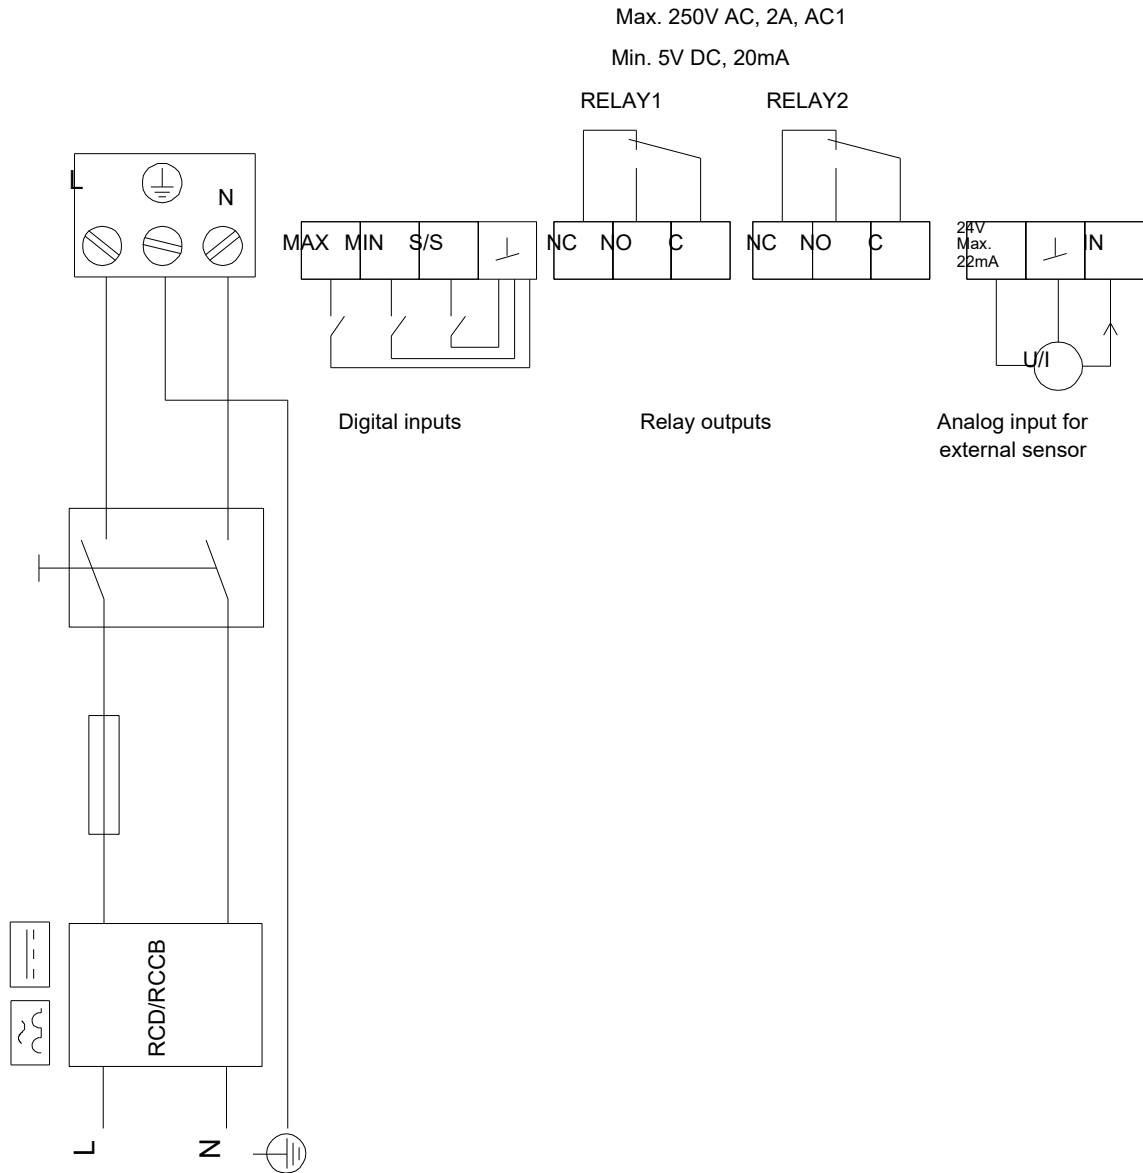 Max. 250V AC, 2A, AC1
Min. 5V DC, 20mA
RELAY1
RELAY2
L
N
MAX
MIN
S/S
NC
NO
C
NC
NO
C
24V
Max.
22mA
IN
U/I
Digital inputs
Relay outputs
Analog input for
external sensor
RCD/RCCB
L
N